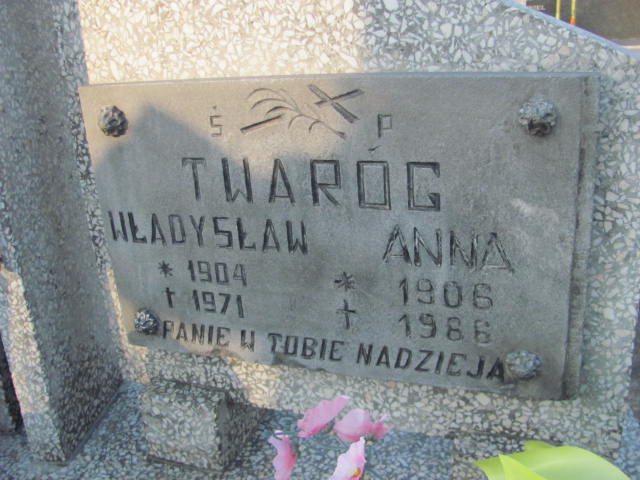 Ś P
TWARÓG
WŁADYSŁAW ANNA
* 1904 * 1906
† 1971 † 1986
PANIE W TOBIE NADZIEJA